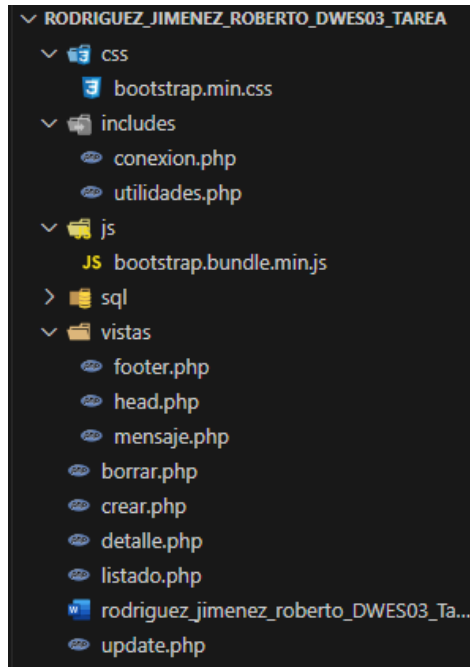 RODRIGUEZ_JIMENEZ_ROBERTO_DWES03_TAREA
css
bootstrap.min.css
includes
conexion.php
utilidades.php
js
JS bootstrap.bundle.min.js
sql
vistas
footer.php
head.php
mensaje.php
borrar.php
crear.php
detalle.php
listado.php
rodriguez_jimenez_roberto_DWES03_Ta...
update.php